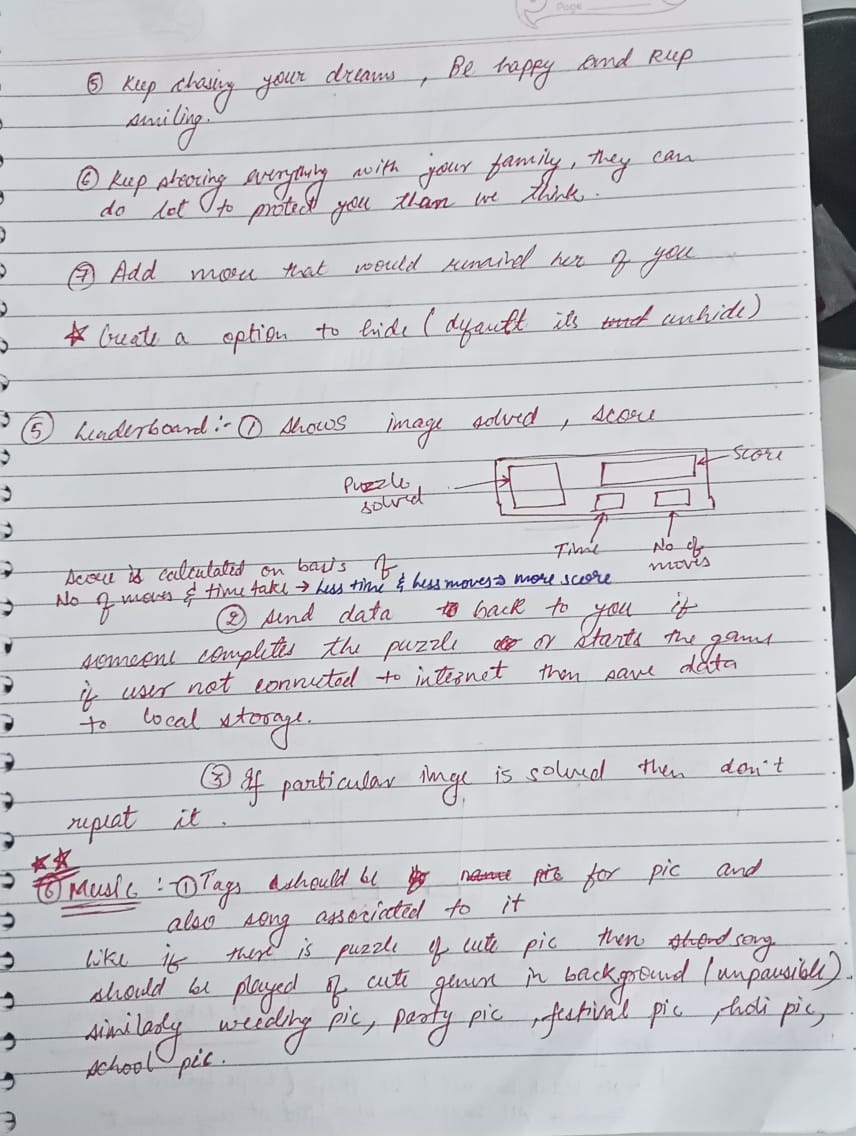 Page
⑤ Keep chasing your dreams, Be happy and keep
smiling.
⑥ Keep sharing everything with your family, they can
do lot to protect you than we think.
⑦ Add more that would remind her of you
★ Create a option to hide (default its unhide)
⑤ Leaderboard :- ① shows image solved, score
Puzzle
solved
score
Time
No of
moves
Score is calculated on basis of
No of moves & time take → Less time & Less moves → more score
② send data back to you if
someone completes the puzzle or starts the game
if user not connected to internet then save data
to local storage.
③ If particular imge is solved then don't
repeat it.
★★
⑥ Music : ① Tags should be pic for pic and
also song associated to it
like if there is puzzle of cute pic then song
should be played of cute genre in background (unpausible).
similarly weeding pic, party pic, festival pic, holi pic,
school pic.